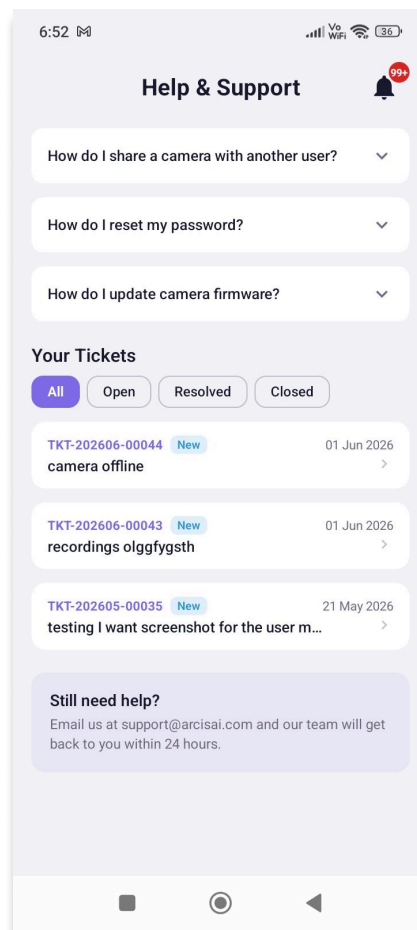 6:52
Vo
WiFi
36
Help & Support
99+
How do I share a camera with another user?
How do I reset my password?
How do I update camera firmware?
Your Tickets
All
Open
Resolved
Closed
TKT-202606-00044 New 01 Jun 2026
camera offline
TKT-202606-00043 New 01 Jun 2026
recordings olggfygsth
TKT-202605-00035 New 21 May 2026
testing I want screenshot for the user m...
Still need help?
Email us at support@arcisai.com and our team will get
back to you within 24 hours.